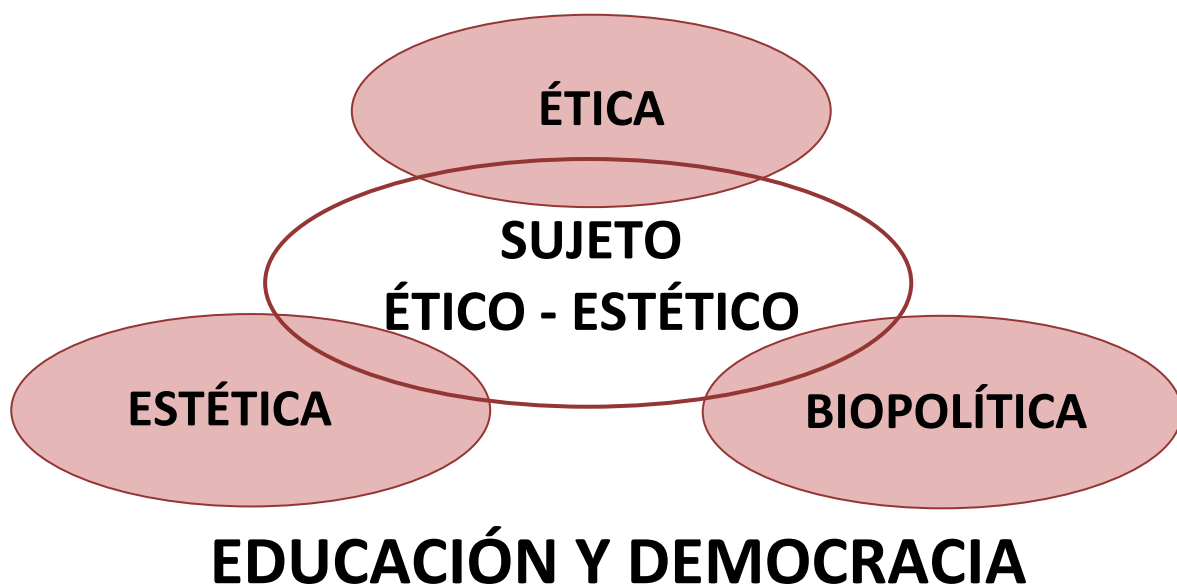 ÉTICA
SUJETO
ÉTICO - ESTÉTICO
ESTÉTICA
BIOPOLÍTICA
EDUCACIÓN Y DEMOCRACIA